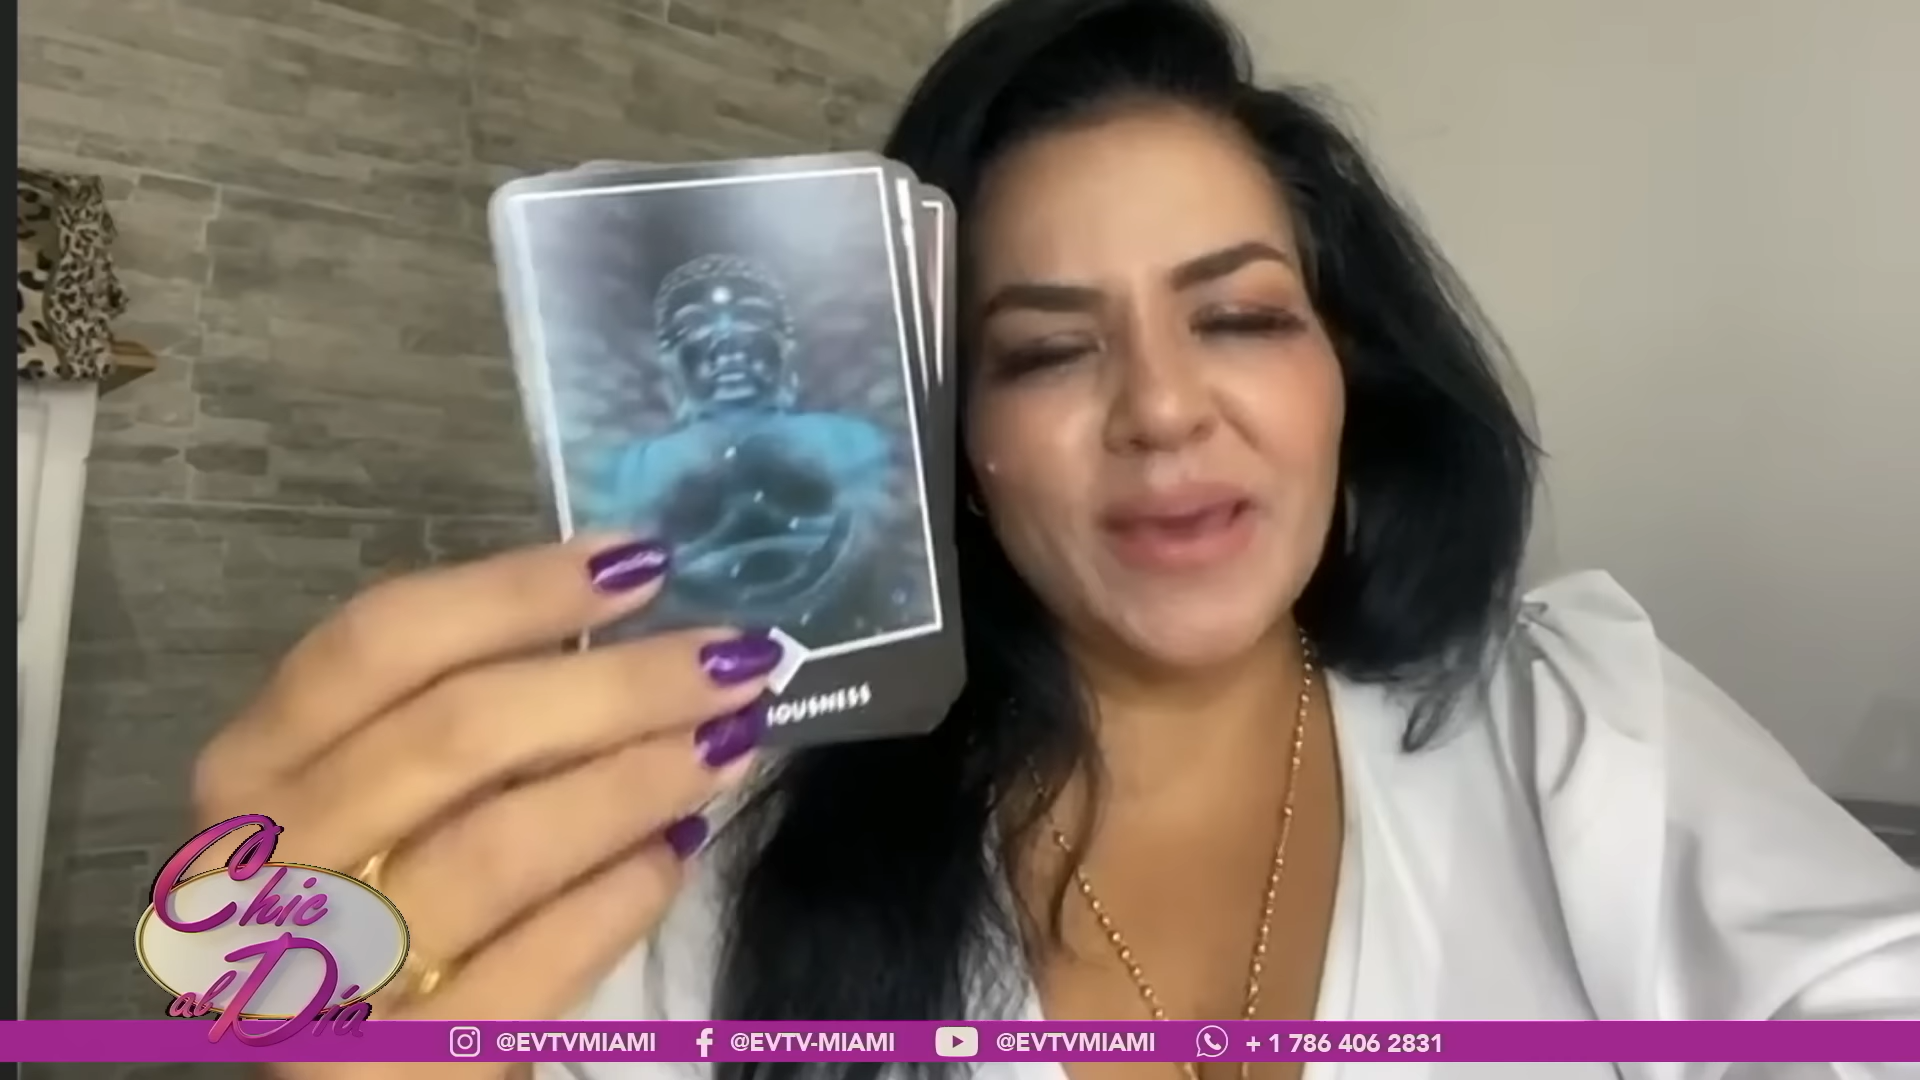 IOUSNESS
Chic
al Día
@EVTVMIAMI @EVTV-MIAMI @EVTVMIAMI + 1 786 406 2831